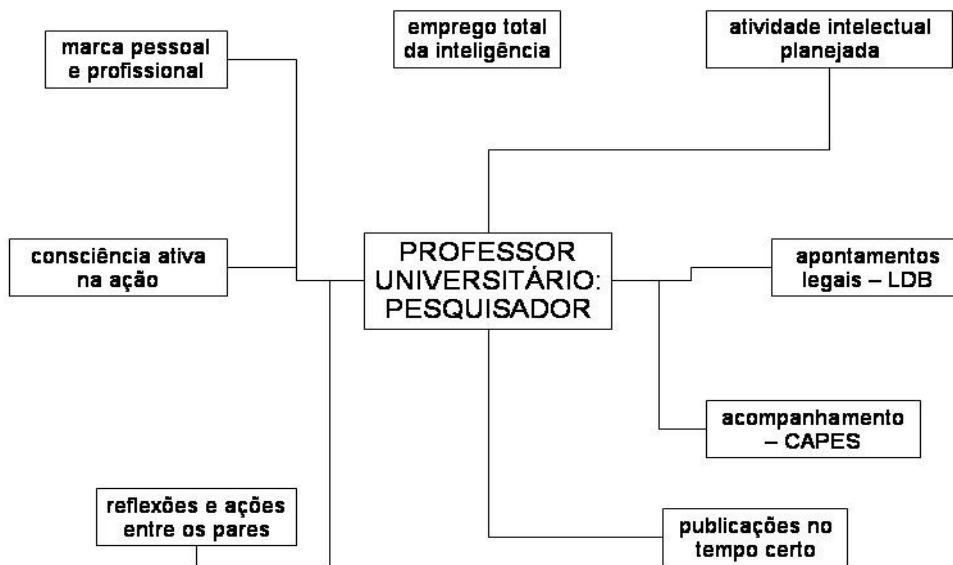 marca pessoal
e profissional
emprego total
da inteligência
atividade intelectual
planejada
consciência ativa
na ação
PROFESSOR
UNIVERSITÁRIO:
PESQUISADOR
apontamentos
legais – LDB
acompanhamento
– CAPES
reflexões e ações
entre os pares
publicações no
tempo certo